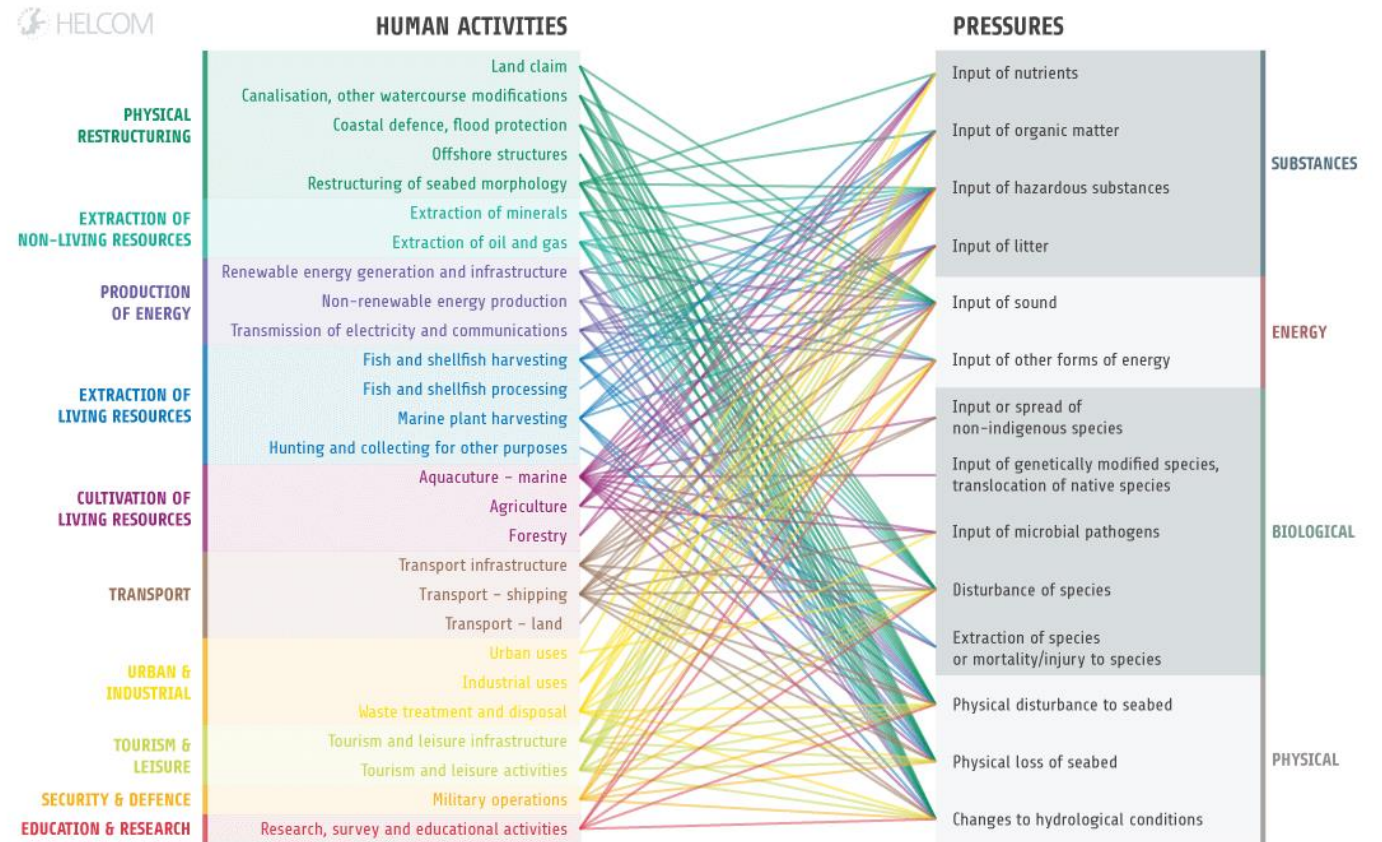 HELCOM
HUMAN ACTIVITIES
PRESSURES
PHYSICAL
RESTRUCTURING
Land claim
Canalisation, other watercourse modifications
Coastal defence, flood protection
Offshore structures
Restructuring of seabed morphology
EXTRACTION OF
NON-LIVING RESOURCES
Extraction of minerals
Extraction of oil and gas
PRODUCTION
OF ENERGY
Renewable energy generation and infrastructure
Non-renewable energy production
Transmission of electricity and communications
EXTRACTION OF
LIVING RESOURCES
Fish and shellfish harvesting
Fish and shellfish processing
Marine plant harvesting
Hunting and collecting for other purposes
CULTIVATION OF
LIVING RESOURCES
Aquacuture - marine
Agriculture
Forestry
TRANSPORT
Transport infrastructure
Transport - shipping
Transport - land
URBAN &
INDUSTRIAL
Urban uses
Industrial uses
Waste treatment and disposal
TOURISM &
LEISURE
Tourism and leisure infrastructure
Tourism and leisure activities
SECURITY & DEFENCE
Military operations
EDUCATION & RESEARCH
Research, survey and educational activities
Input of nutrients
Input of organic matter
Input of hazardous substances
Input of litter
SUBSTANCES
Input of sound
Input of other forms of energy
ENERGY
Input or spread of
non-indigenous species
Input of genetically modified species,
translocation of native species
Input of microbial pathogens
Disturbance of species
Extraction of species
or mortality/injury to species
BIOLOGICAL
Physical disturbance to seabed
Physical loss of seabed
Changes to hydrological conditions
PHYSICAL